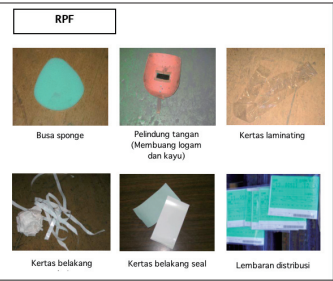 RPF
Busa sponge
Pelindung tangan
(Membuang logam
dan kayu)
Kertas laminating
Kertas belakang
Kertas belakang seal
Lembaran distribusi